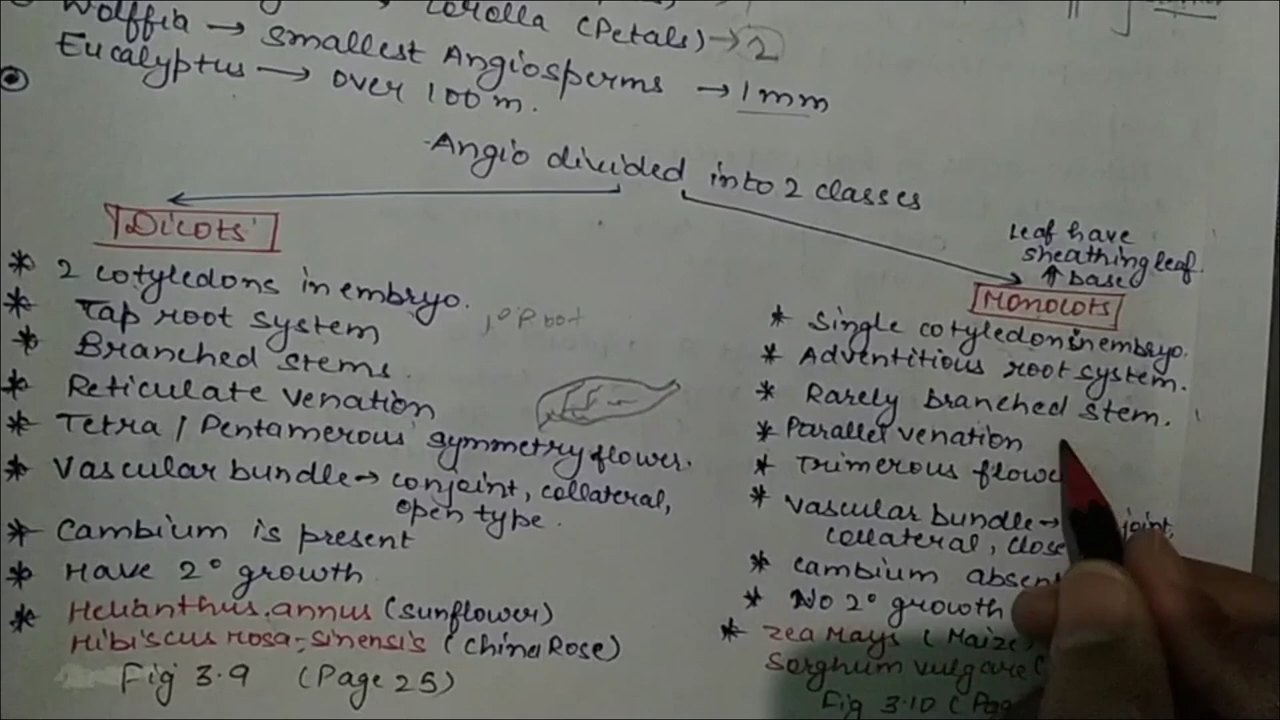 Corolla (Petals) → 2
Wolffia → smallest Angiosperms → 1mm
Eucalyptus → over 100 m.
Angio divided into 2 classes
Dicots
* 2 cotyledons in embryo.
* Tap root system
1° Root
* Branched stems.
* Reticulate venation
* Tetra / Pentamerous symmetry flower.
* Vascular bundle → conjoint, collateral,
open type.
* Cambium is present
* Have 2° growth
* Helianthus.annus (sunflower)
Hibiscus rosa-sinensis (China Rose)
Fig 3.9 (Page 25)
Leaf have
sheathing leaf
↑ base
Monocots
* Single cotyledon in embryo.
* Adventitious root system.
* Rarely branched stem.
* Parallel venation
* Trimerous flowe
* Vascular bundle → joint,
collateral, close
* Cambium absen
* No 2° growth
* Zea Mays (Maize)
Sorghum vulgare (
Fig 3.10 (Pag